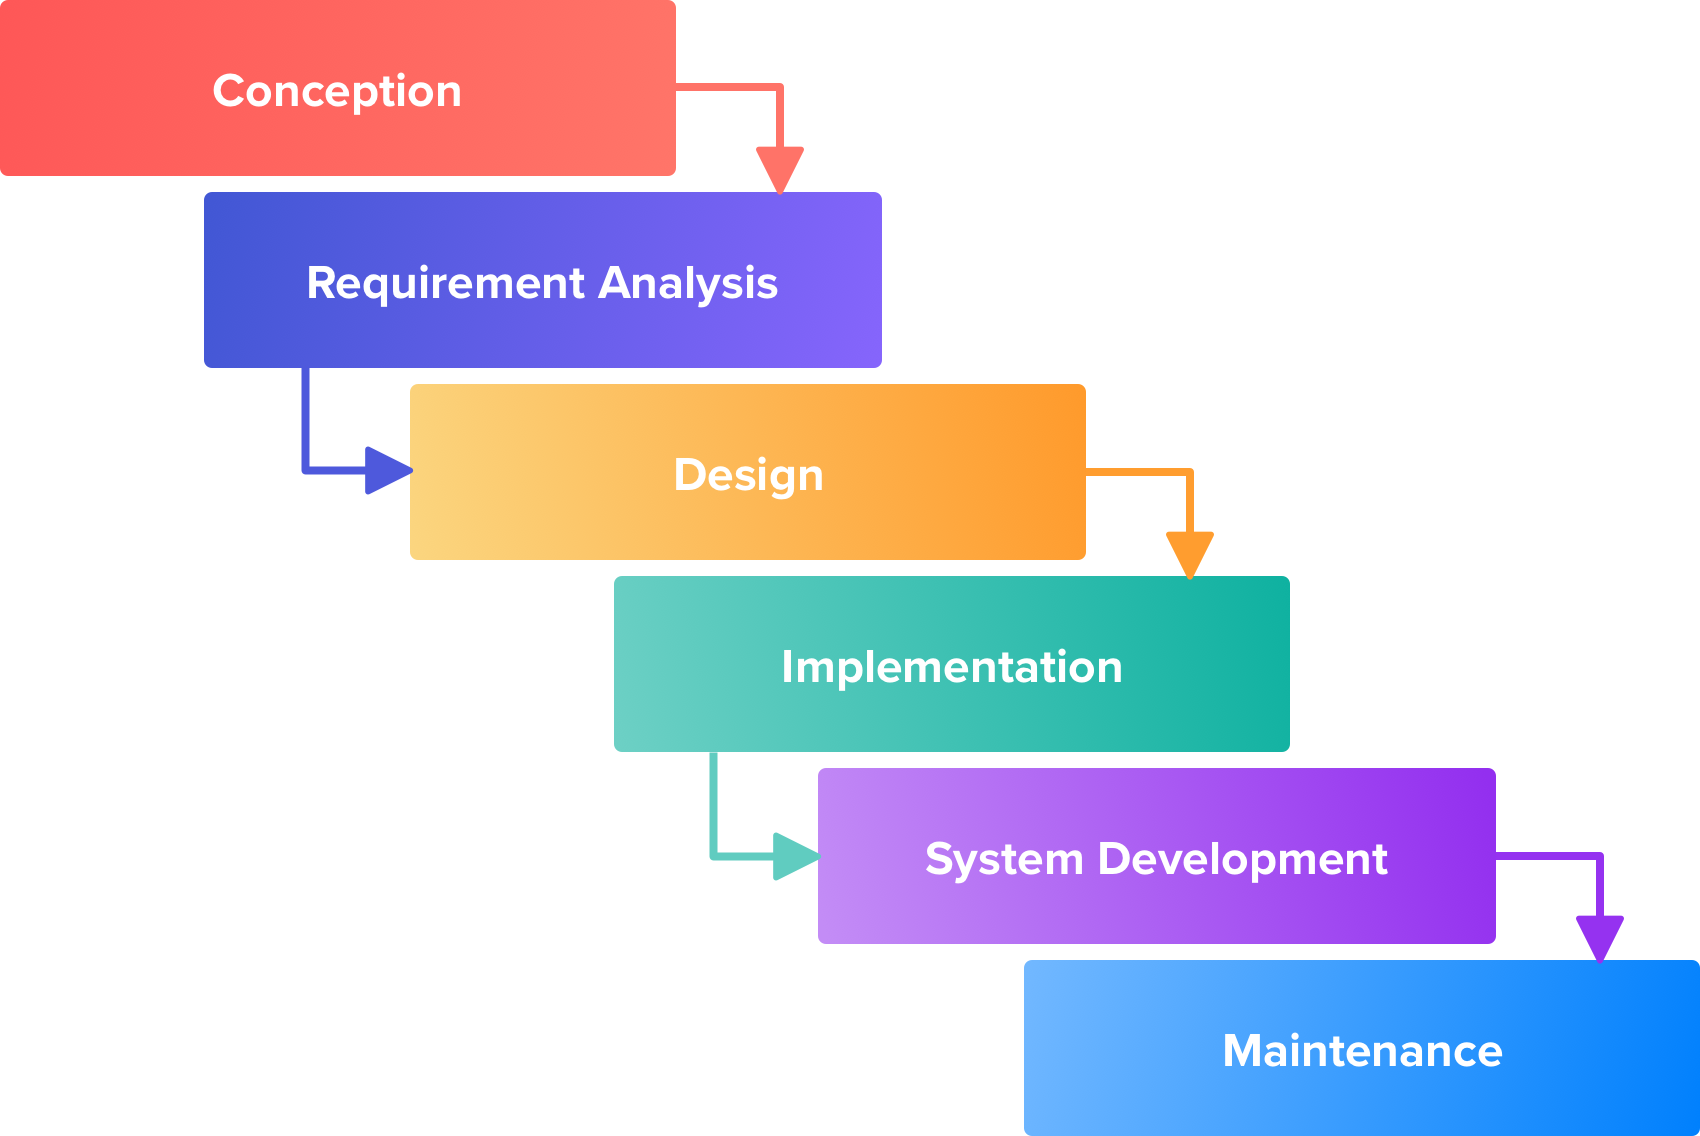 Conception
Requirement Analysis
Design
Implementation
System Development
Maintenance